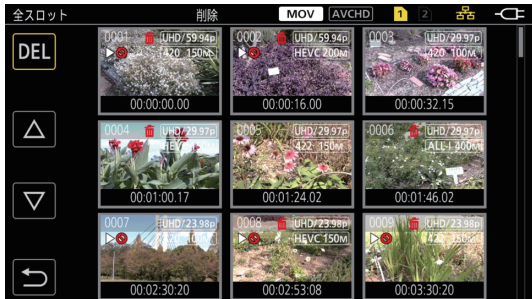 全スロット 削除 MOV AVCHD 1 2
DEL
0001 UHD/59.94p
420 150M
00:00:00.00
0002 UHD/59.94p
HEVC 200M
00:00:16.00
0003 UHD/29.97p
420 100M
00:00:32.15
0004 UHD/29.97p
HEVC
00:01:00.17
0005 UHD/29.97p
422 150M
00:01:24.02
0006 UHD/29.97p
ALL-I 400M
00:01:46.02
0007 UHD/23.98p
420 100M
00:02:30:20
0008 UHD/23.98p
HEVC 150M
00:02:53:08
0009 UHD/23.98p
422 150M
00:03:30:20